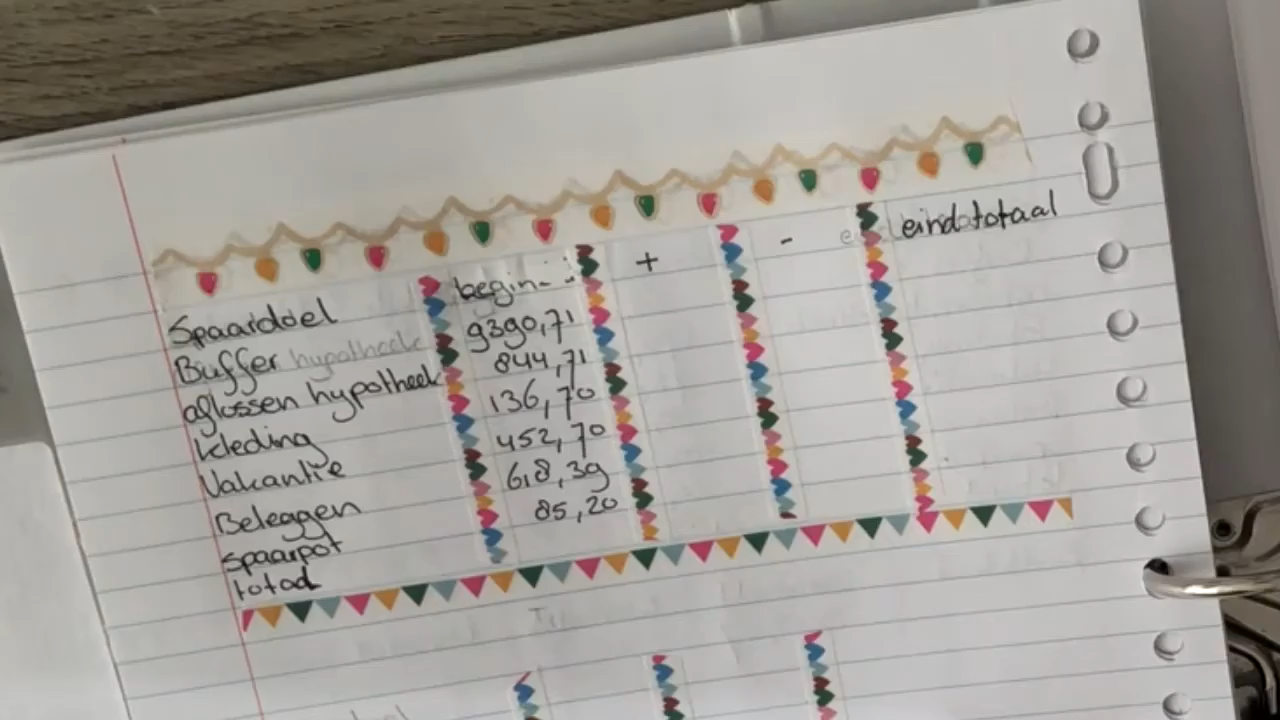 Spaardoel begin- + - eindtotaal
Buffer hypotheek 9390,71
aflossen hypotheek 844,71
kleding 136,70
Vakantie 452,70
Beleggen 618,39
spaarpot 85,20
totaal